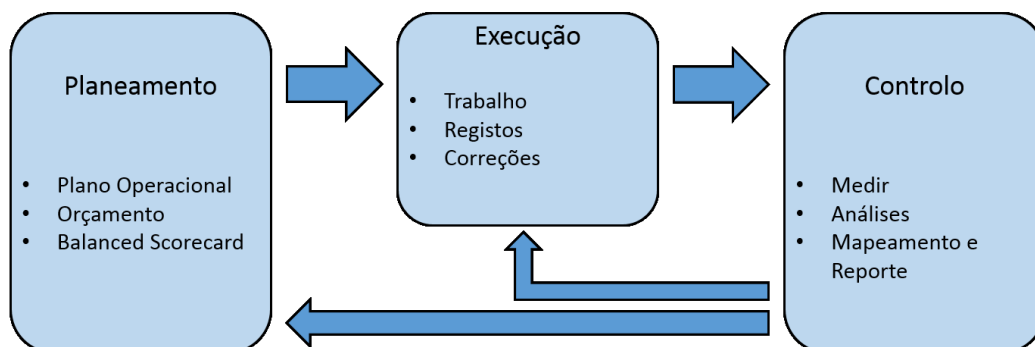 Planeamento
• Plano Operacional
• Orçamento
• Balanced Scorecard
Execução
• Trabalho
• Registos
• Correções
Controlo
• Medir
• Análises
• Mapeamento e
Reporte